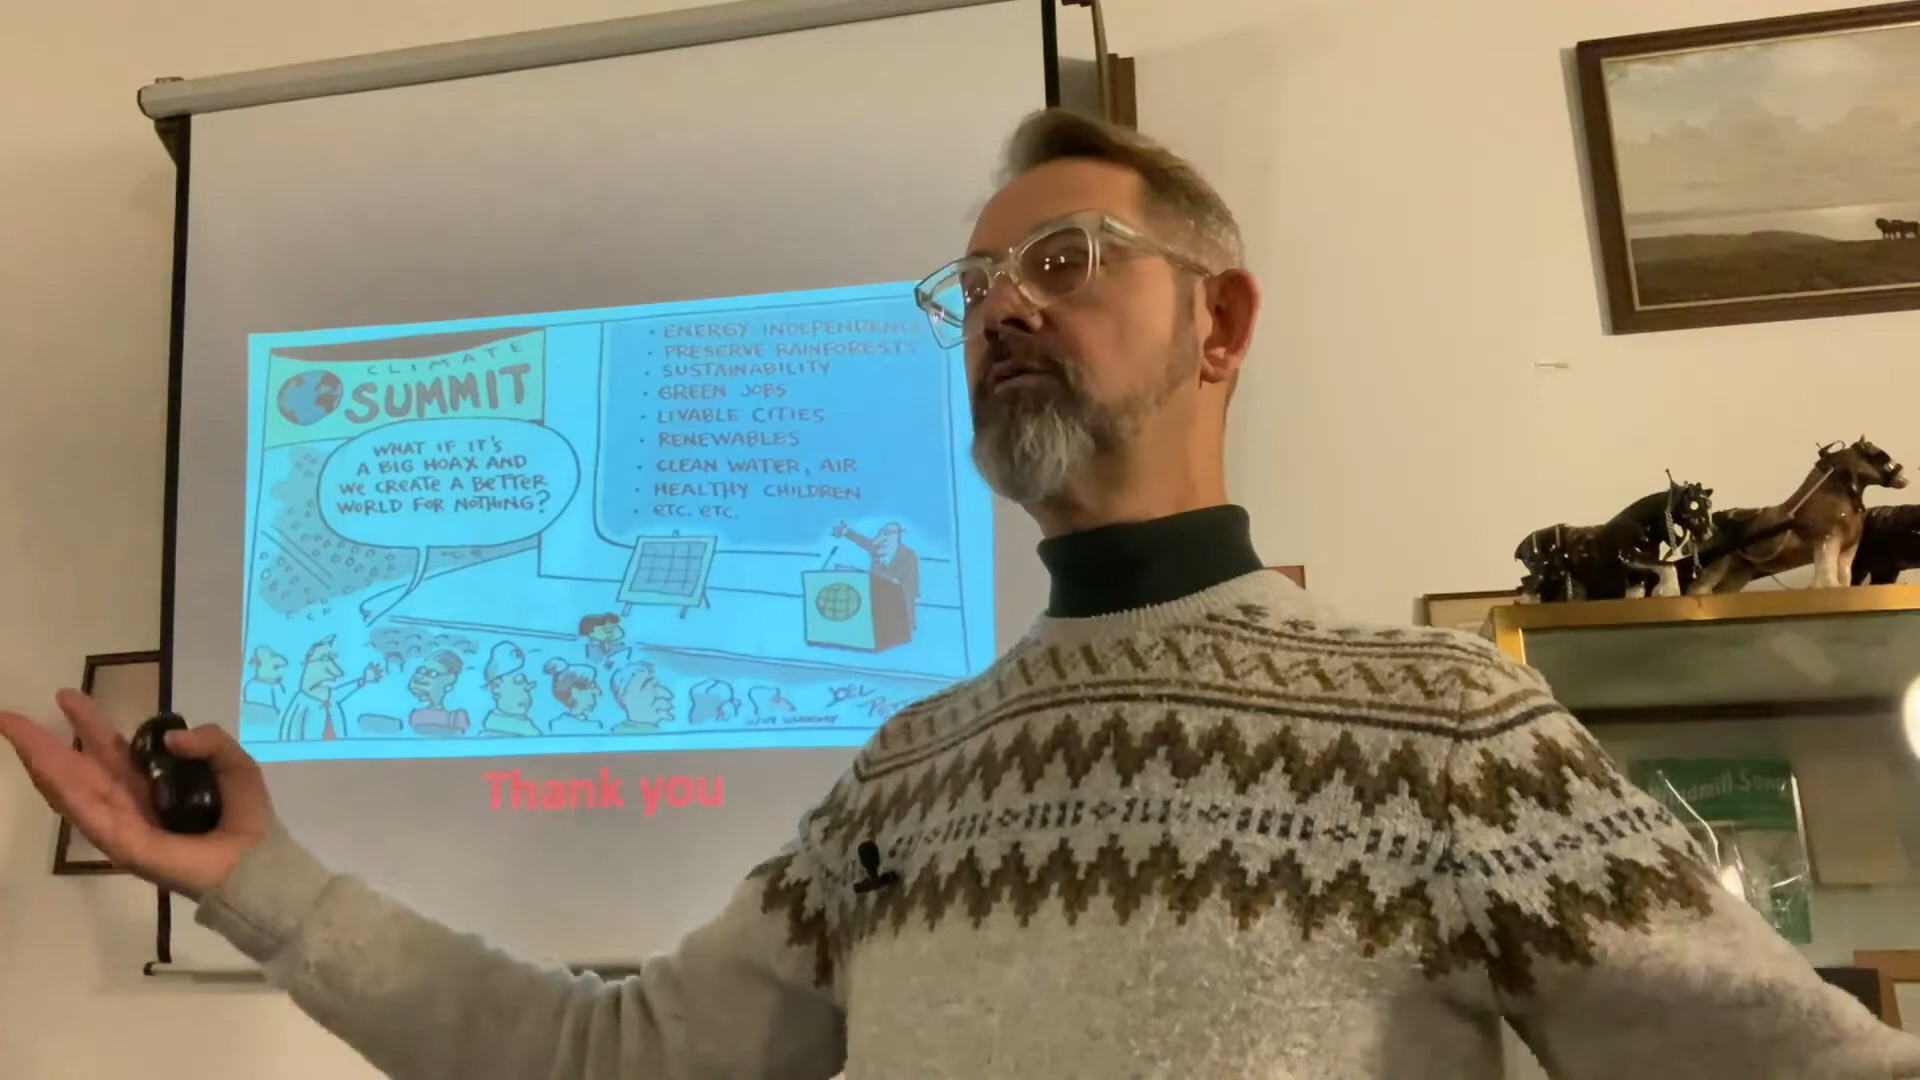 CLIMATE
SUMMIT
WHAT IF IT'S
A BIG HOAX AND
WE CREATE A BETTER
WORLD FOR NOTHING?
• ENERGY INDEPENDENCE
• PRESERVE RAINFORESTS
• SUSTAINABILITY
• GREEN JOBS
• LIVABLE CITIES
• RENEWABLES
• CLEAN WATER, AIR
• HEALTHY CHILDREN
• ETC. ETC.
JOEL
Thank you